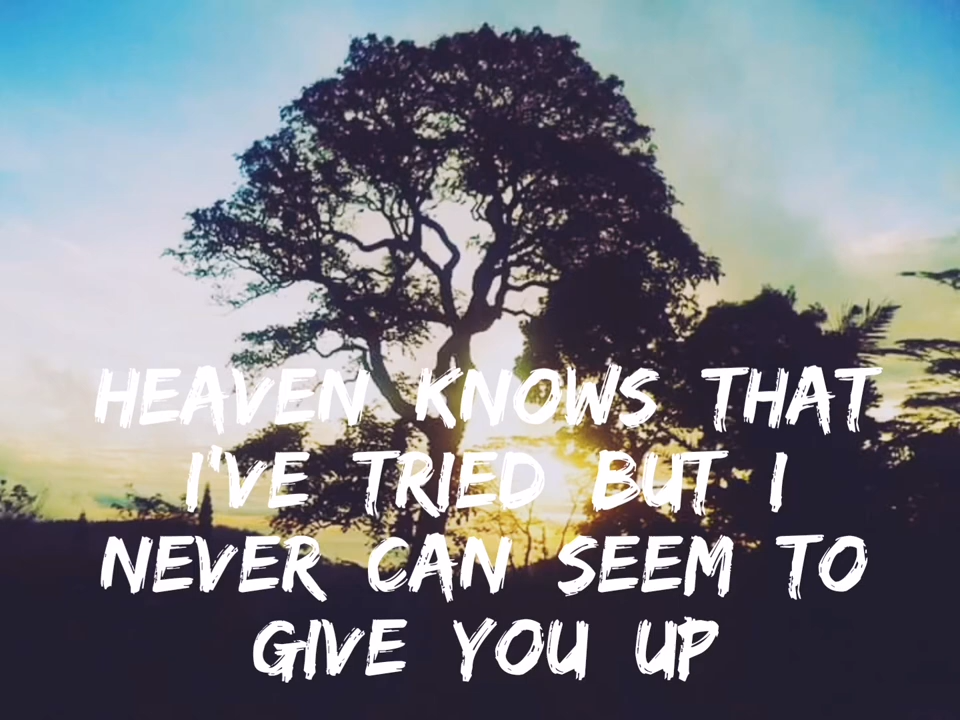 HEAVEN KNOWS THAT
I'VE TRIED BUT I
NEVER CAN SEEM TO
GIVE YOU UP